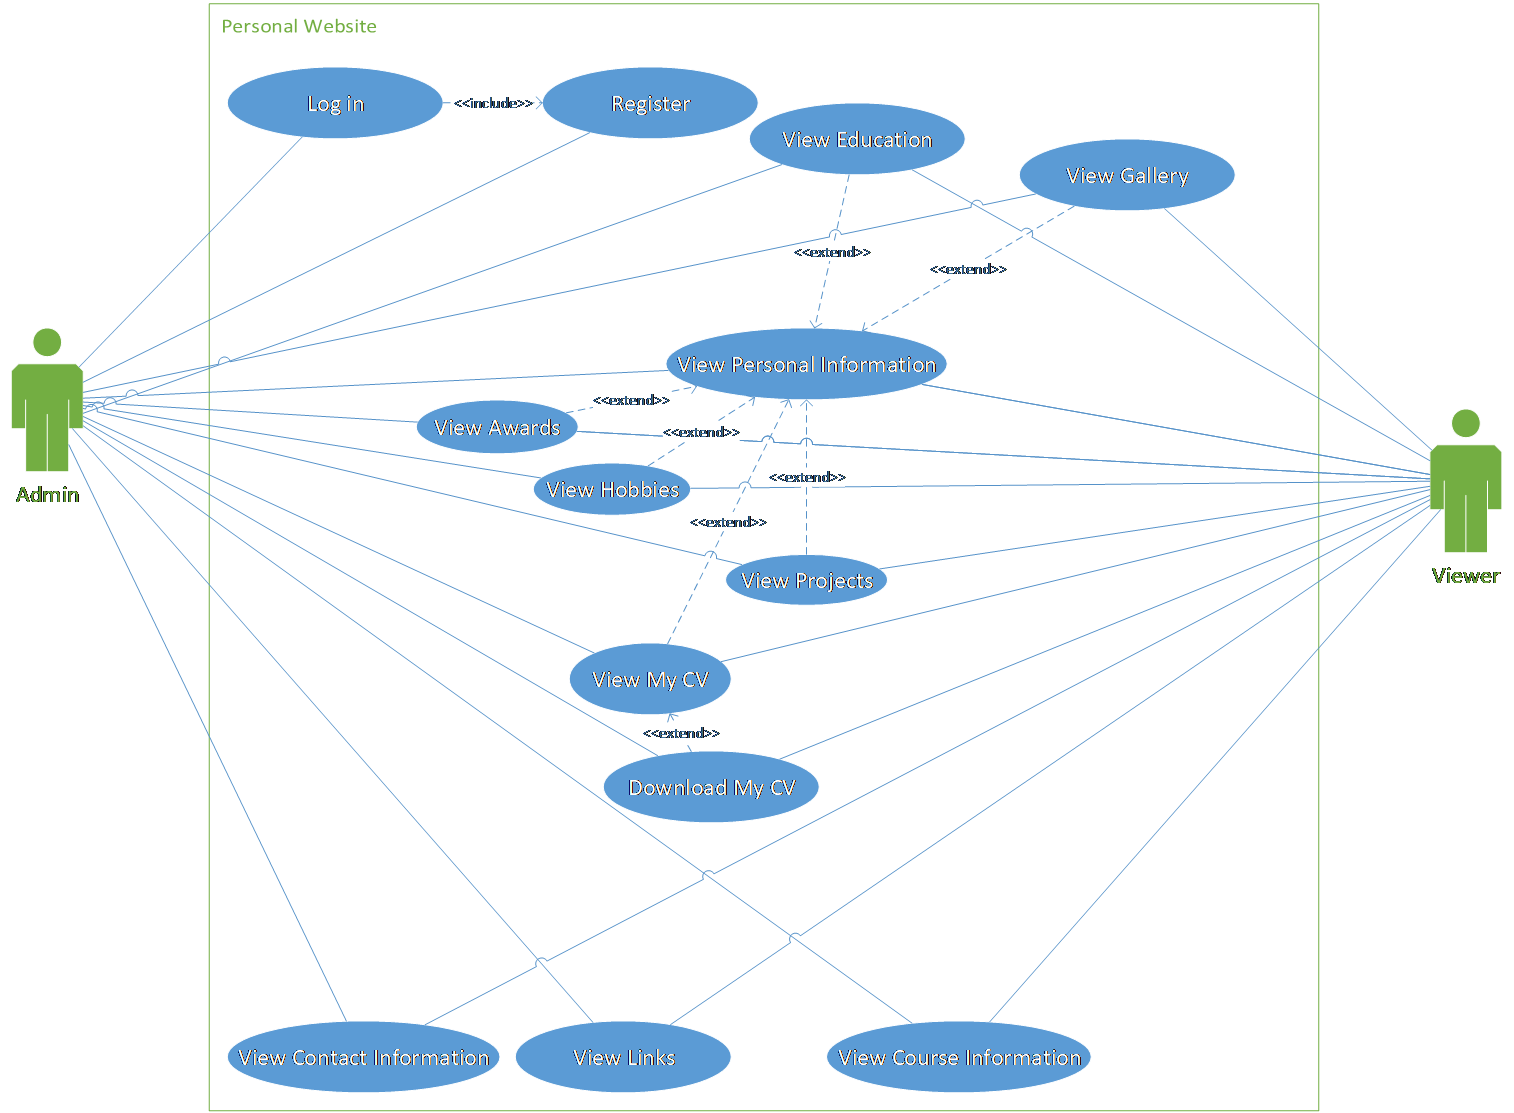 Personal Website
Log in
<<include>>
Register
View Education
View Gallery
<<extend>>
<<extend>>
View Personal Information
<<extend>>
View Awards
<<extend>>
View Hobbies
<<extend>>
Admin
<<extend>>
View Projects
Viewer
View My CV
<<extend>>
Download My CV
View Contact Information
View Links
View Course Information